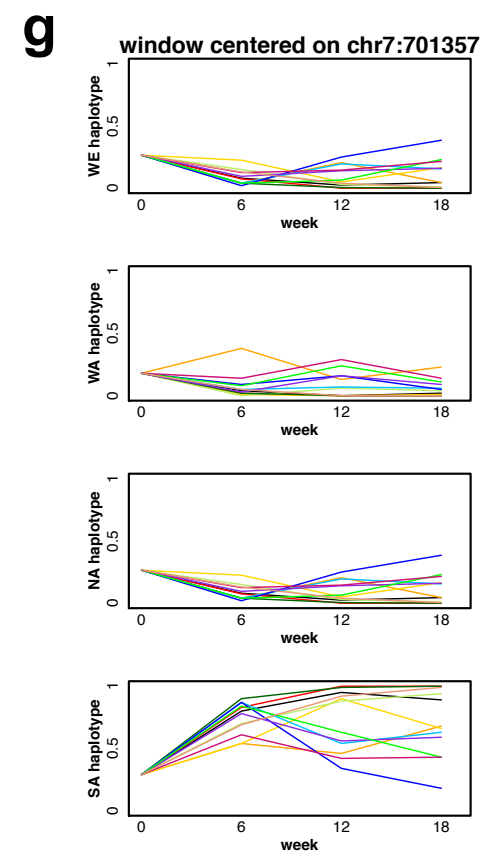 g
window centered on chr7:701357
WE haplotype
0 0.5 1
0 6 12 18
week
WA haplotype
0 0.5 1
0 6 12 18
week
NA haplotype
0 0.5 1
0 6 12 18
week
SA haplotype
0 0.5 1
0 6 12 18
week